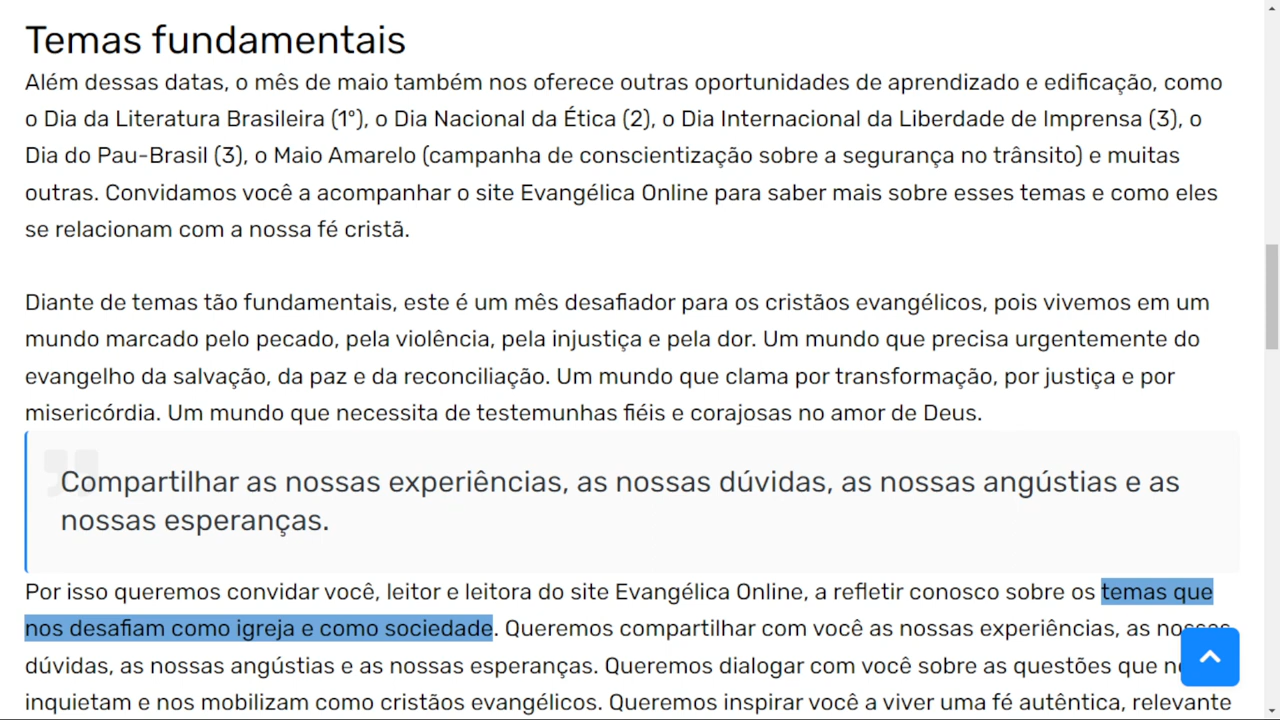 Temas fundamentais
Além dessas datas, o mês de maio também nos oferece outras oportunidades de aprendizado e edificação, como
o Dia da Literatura Brasileira (1º), o Dia Nacional da Ética (2), o Dia Internacional da Liberdade de Imprensa (3), o
Dia do Pau-Brasil (3), o Maio Amarelo (campanha de conscientização sobre a segurança no trânsito) e muitas
outras. Convidamos você a acompanhar o site Evangélica Online para saber mais sobre esses temas e como eles
se relacionam com a nossa fé cristã.
Diante de temas tão fundamentais, este é um mês desafiador para os cristãos evangélicos, pois vivemos em um
mundo marcado pelo pecado, pela violência, pela injustiça e pela dor. Um mundo que precisa urgentemente do
evangelho da salvação, da paz e da reconciliação. Um mundo que clama por transformação, por justiça e por
misericórdia. Um mundo que necessita de testemunhas fiéis e corajosas no amor de Deus.
Compartilhar as nossas experiências, as nossas dúvidas, as nossas angústias e as
nossas esperanças.
Por isso queremos convidar você, leitor e leitora do site Evangélica Online, a refletir conosco sobre os temas que
nos desafiam como igreja e como sociedade. Queremos compartilhar com você as nossas experiências, as nossas
dúvidas, as nossas angústias e as nossas esperanças. Queremos dialogar com você sobre as questões que
inquietam e nos mobilizam como cristãos evangélicos. Queremos inspirar você a viver uma fé autêntica, relevante